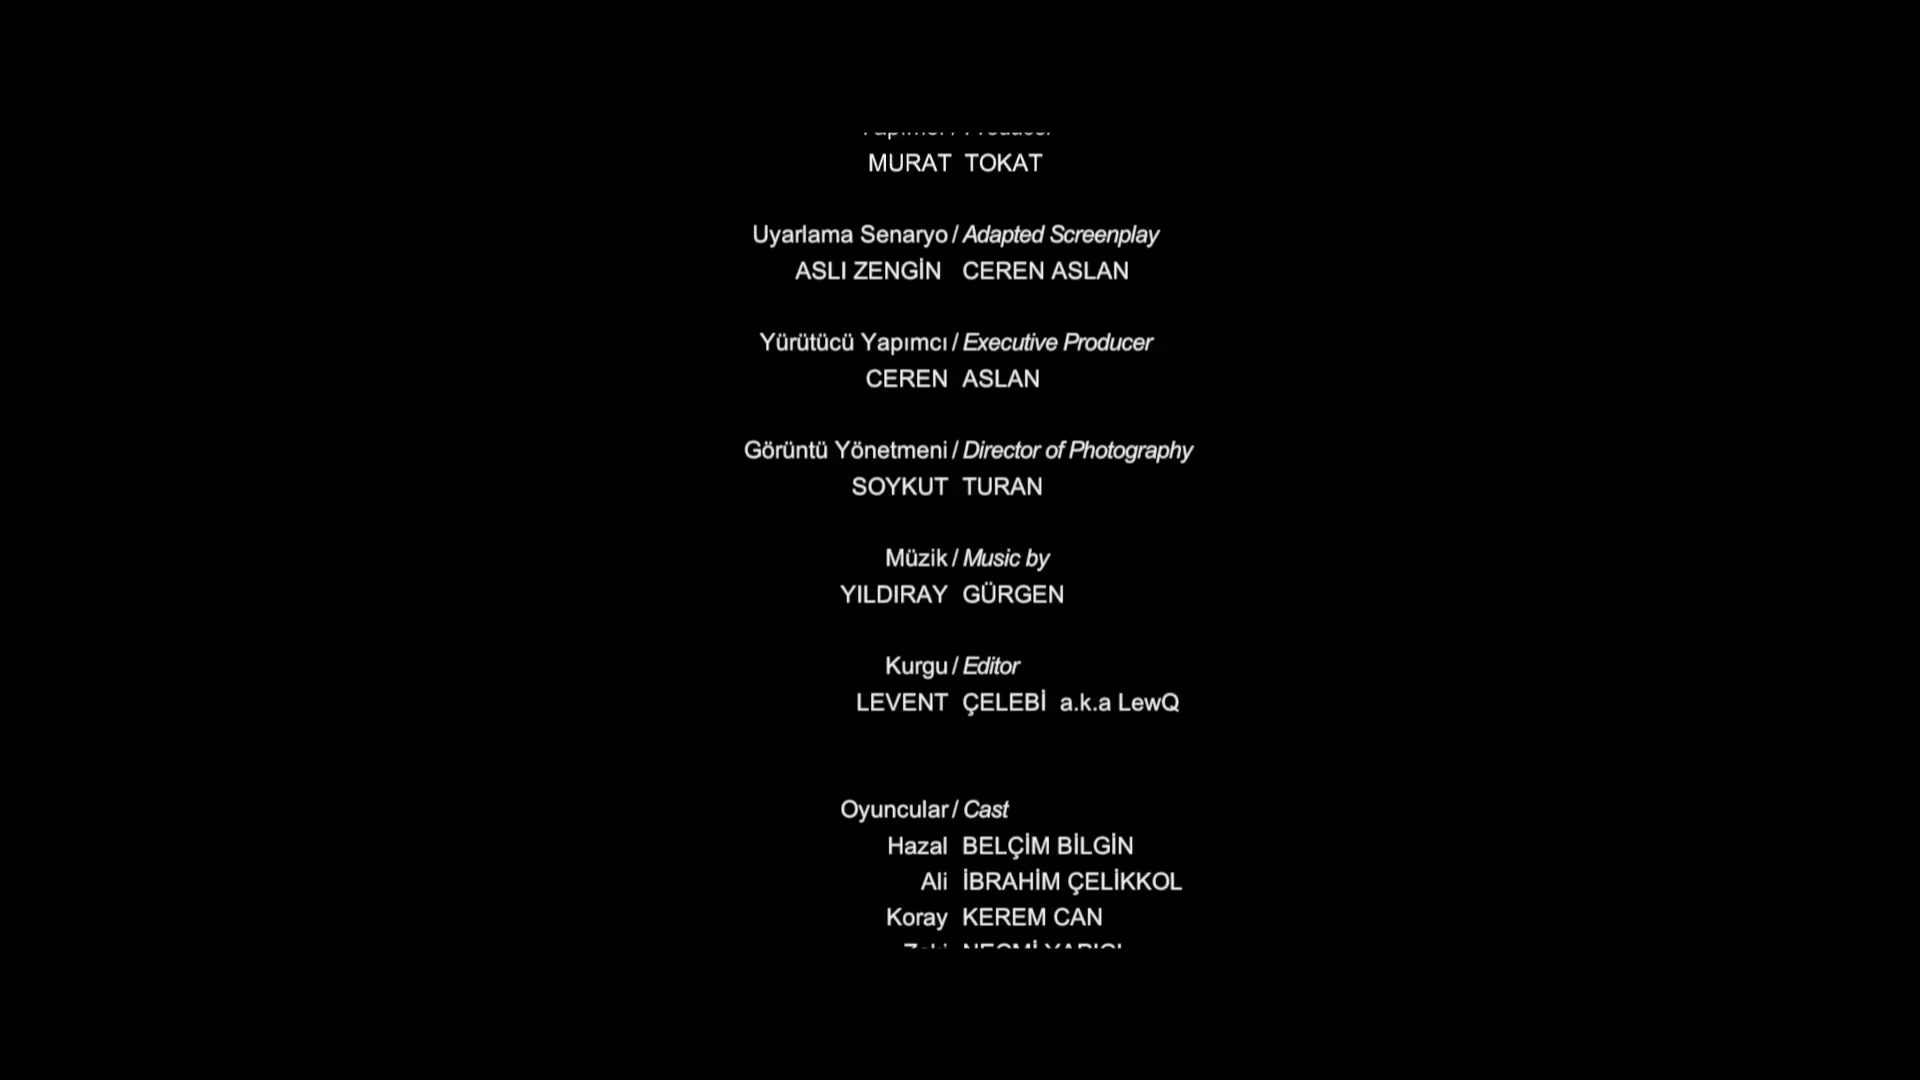 Yapımcı / Producer
MURAT TOKAT
Uyarlama Senaryo / Adapted Screenplay
ASLI ZENGİN CEREN ASLAN
Yürütücü Yapımcı / Executive Producer
CEREN ASLAN
Görüntü Yönetmeni / Director of Photography
SOYKUT TURAN
Müzik / Music by
YILDIRAY GÜRGEN
Kurgu / Editor
LEVENT ÇELEBİ a.k.a LewQ
Oyuncular / Cast
Hazal BELÇİM BİLGİN
Ali İBRAHİM ÇELİKKOL
Koray KEREM CAN